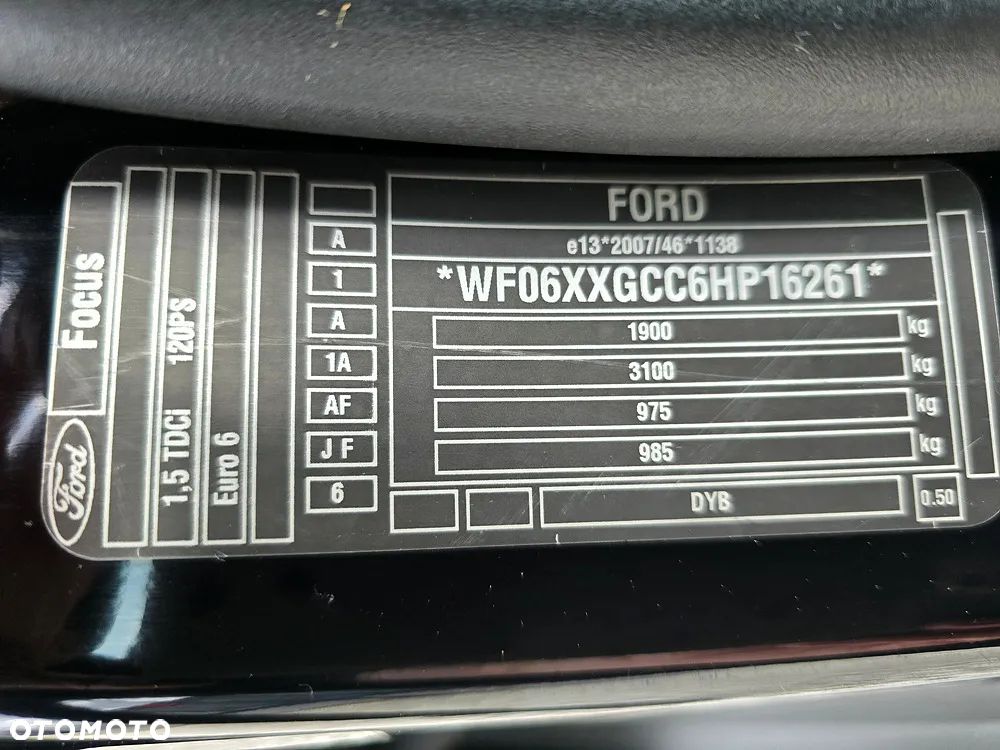 Ford
FOCUS
1,5 TDCi 120PS
Euro 6
A
1
A
1A
AF
J F
6
FORD
e13*2007/46*1138
*WF06XXGCC6HP16261*
1900 kg
3100 kg
975 kg
985 kg
DYB
0.50
OTOMOTO